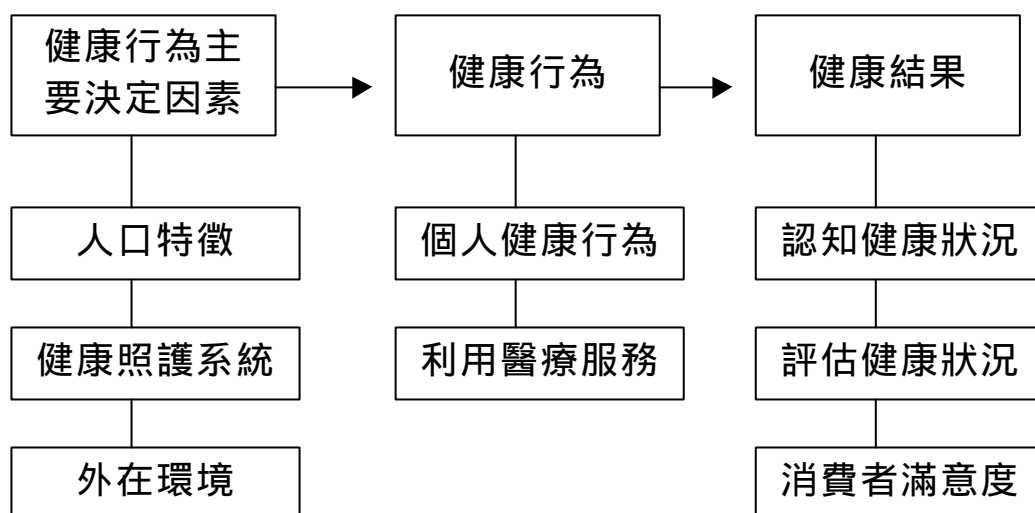 健康行為主
要決定因素
健康行為
健康結果
人口特徵
個人健康行為
認知健康狀況
健康照護系統
利用醫療服務
評估健康狀況
外在環境
消費者滿意度